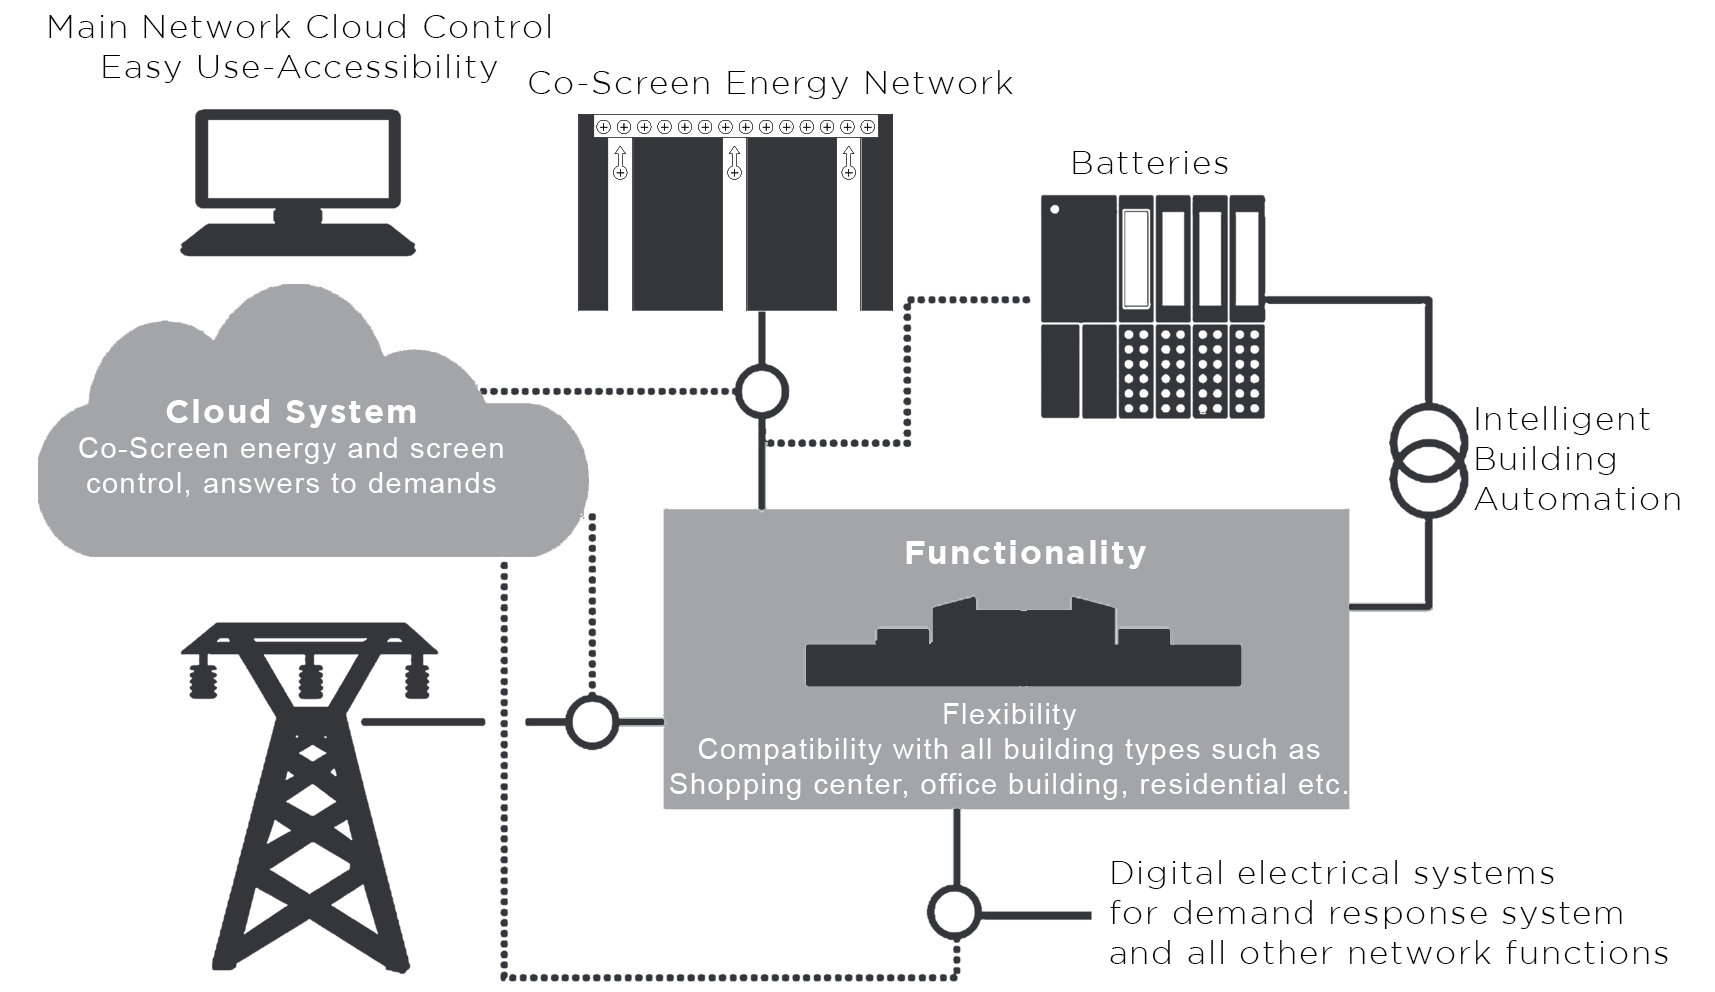 Main Network Cloud Control
Easy Use-Accessibility
Co-Screen Energy Network
Batteries
Cloud System
Co-Screen energy and screen
control, answers to demands
Intelligent
Building
Automation
Functionality
Flexibility
Compatibility with all building types such as
Shopping center, office building, residential etc.
Digital electrical systems
for demand response system
and all other network functions